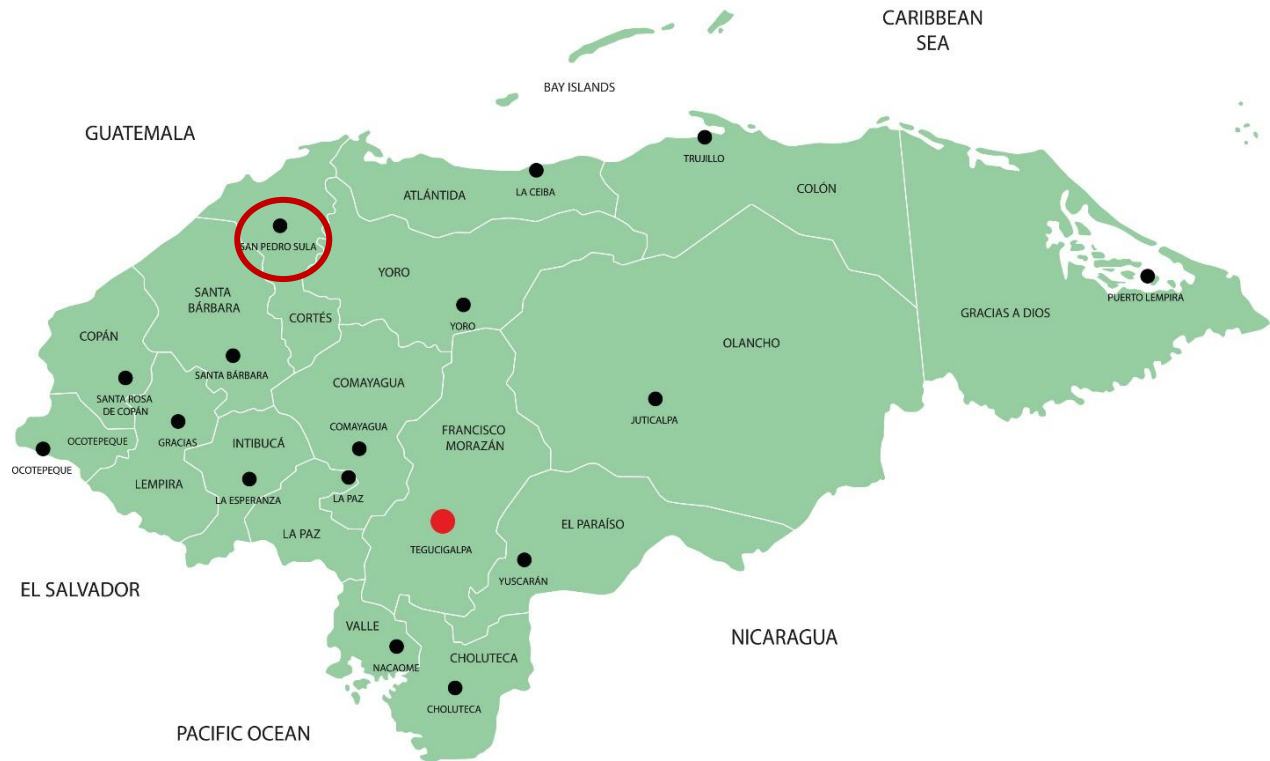 CARIBBEAN
SEA
BAY ISLANDS
GUATEMALA
TRUJILLO
ATLÁNTIDA
LA CEIBA
COLÓN
SAN PEDRO SULA
YORO
SANTA
BÁRBARA
CORTÉS
YORO
PUERTO LEMPIRA
GRACIAS A DIOS
COPÁN
OLANCHO
SANTA BÁRBARA
COMAYAGUA
SANTA ROSA
DE COPÁN
JUTICALPA
COMAYAGUA
FRANCISCO
MORAZÁN
OCOTEPEQUE
GRACIAS
INTIBUCÁ
OCOTEPEQUE
LEMPIRA
LA ESPERANZA
LA PAZ
LA PAZ
EL PARAÍSO
TEGUCIGALPA
YUSCARÁN
EL SALVADOR
VALLE
NICARAGUA
NACAOME
CHOLUTECA
CHOLUTECA
PACIFIC OCEAN